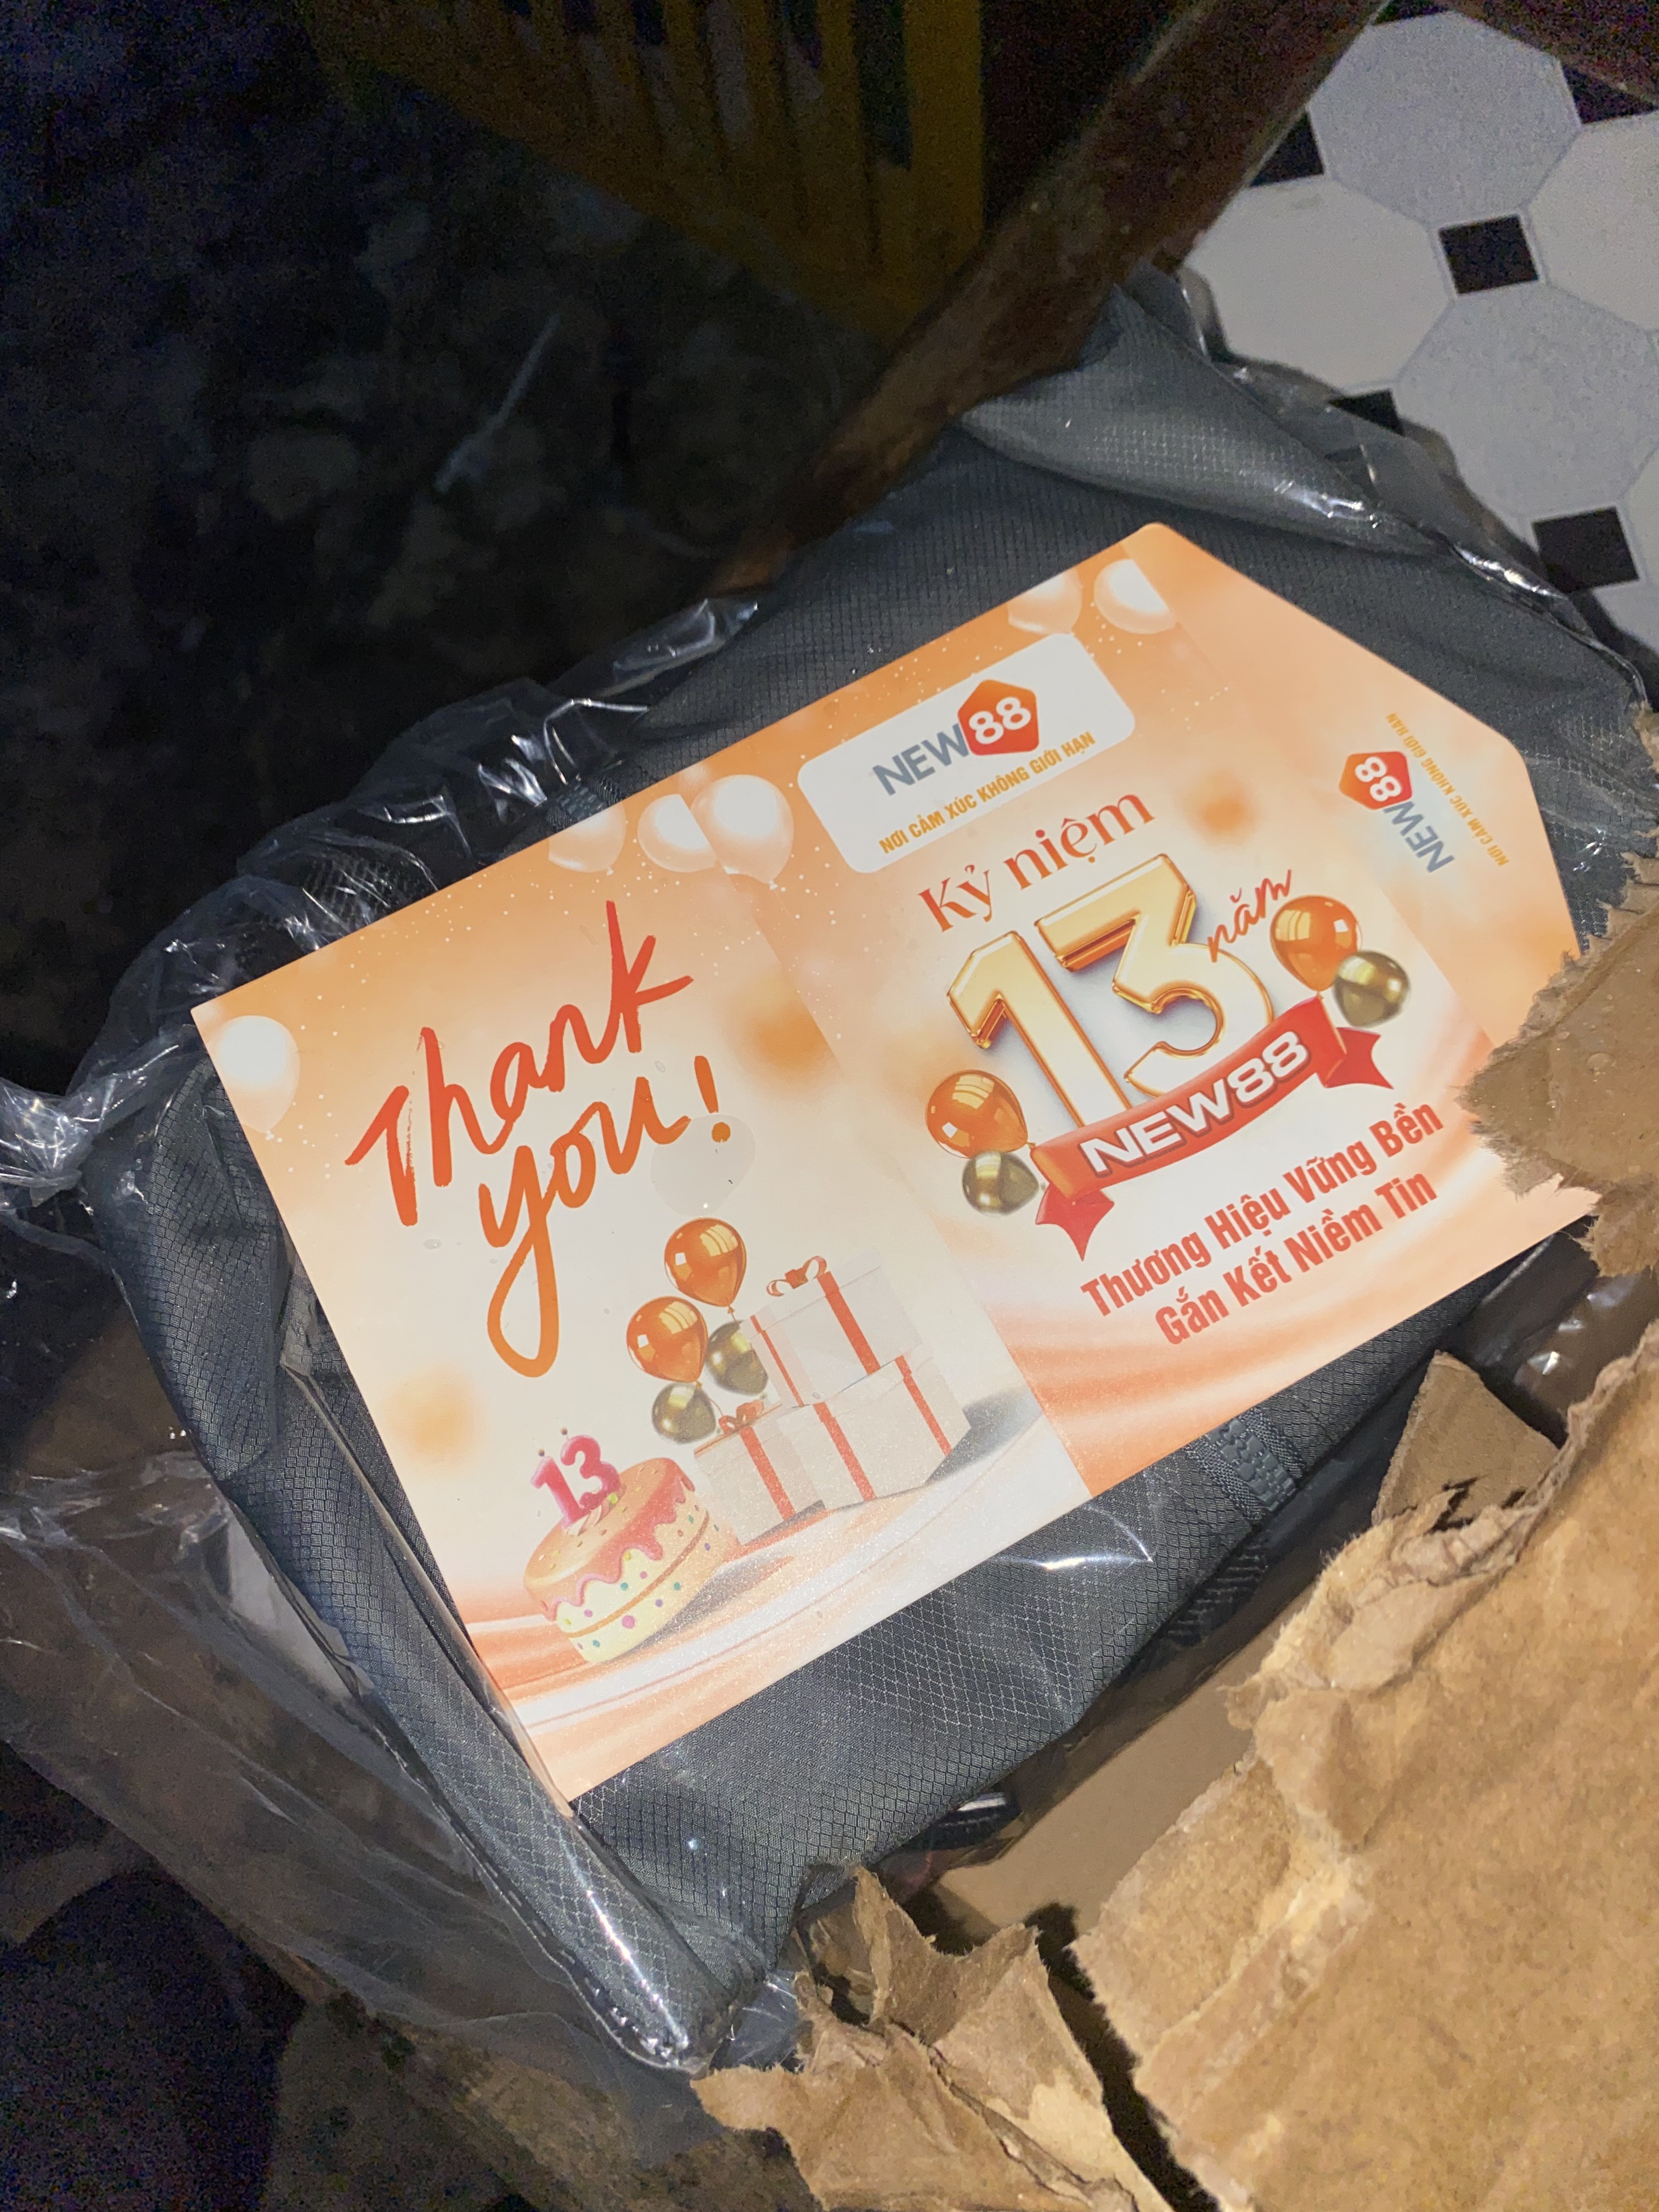 Thank
you!
13
NEW88
NƠI CẢM XÚC KHÔNG GIỚI HẠN
Kỷ niệm
13
năm
NEW88
Thương Hiệu Vững Bền
Gắn Kết Niềm Tin
NEW88
NƠI CẢM XÚC KHÔNG GIỚI HẠN